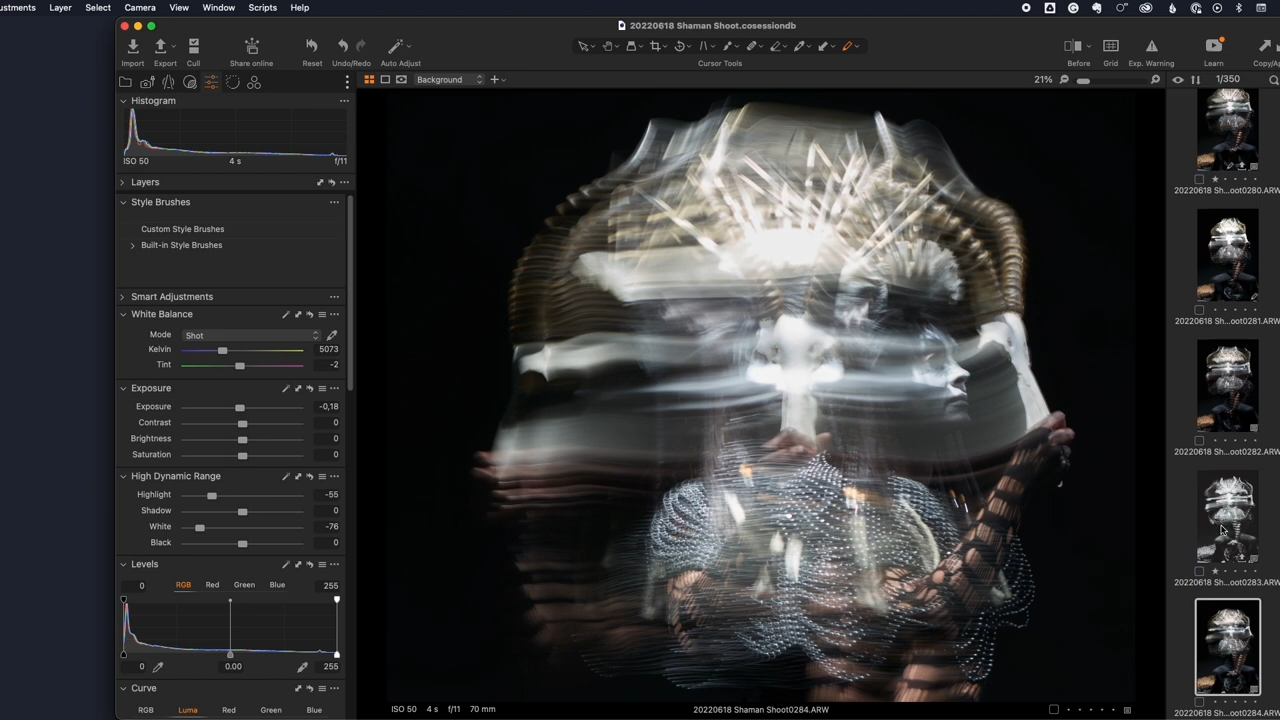 ustments Layer Select Camera View Window Scripts Help
20220618 Shaman Shoot.cosessiondb
Import Export Cull Share online Reset Undo/Redo Auto Adjust Cursor Tools Before Grid Exp. Warning Learn Copy/Ap
Background 21% 1/350
Histogram
ISO 50 4 s f/11
Layers
Style Brushes
Custom Style Brushes
Built-in Style Brushes
Smart Adjustments
White Balance
Mode Shot
Kelvin 5073
Tint -2
Exposure
Exposure -0,18
Contrast 0
Brightness 0
Saturation 0
High Dynamic Range
Highlight -55
Shadow 0
White -76
Black 0
Levels
0 RGB Red Green Blue 255
0 0.00 255
Curve
RGB Luma Red Green Blue
ISO 50 4 s f/11 70 mm 20220618 Shaman Shoot0284.ARW
20220618 Sh...oot0280.ARW
20220618 Sh...oot0281.ARW
20220618 Sh...oot0282.ARW
20220618 Sh...oot0283.ARW
20220618 Sh...oot0284.ARW